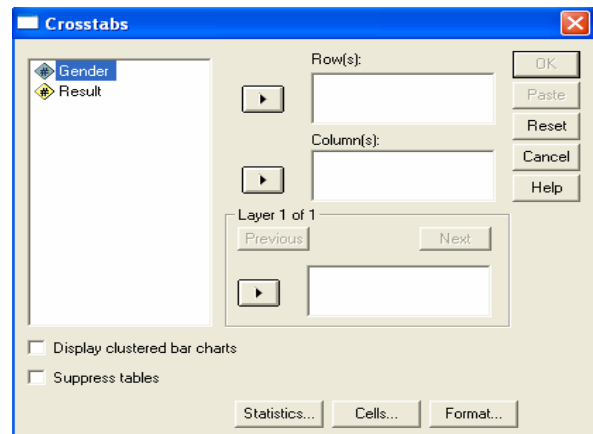 Crosstabs
Gender
Result
Row(s):
Column(s):
Layer 1 of 1
Previous
Next
OK
Paste
Reset
Cancel
Help
Display clustered bar charts
Suppress tables
Statistics...
Cells...
Format...